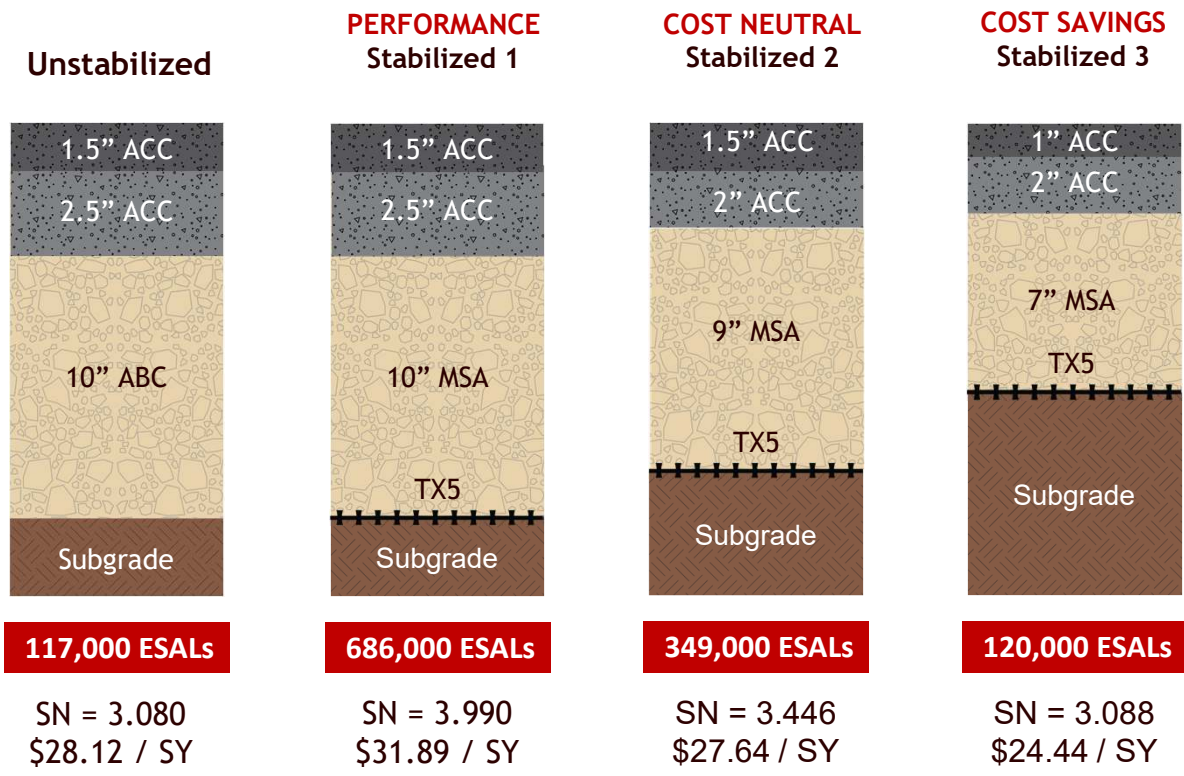 Unstabilized
1.5” ACC
2.5” ACC
10” ABC
Subgrade
117,000 ESALs
SN = 3.080
$28.12 / SY
PERFORMANCE
Stabilized 1
1.5” ACC
2.5” ACC
10” MSA
TX5
Subgrade
686,000 ESALs
SN = 3.990
$31.89 / SY
COST NEUTRAL
Stabilized 2
1.5” ACC
2” ACC
9” MSA
TX5
Subgrade
349,000 ESALs
SN = 3.446
$27.64 / SY
COST SAVINGS
Stabilized 3
1” ACC
2” ACC
7” MSA
TX5
Subgrade
120,000 ESALs
SN = 3.088
$24.44 / SY